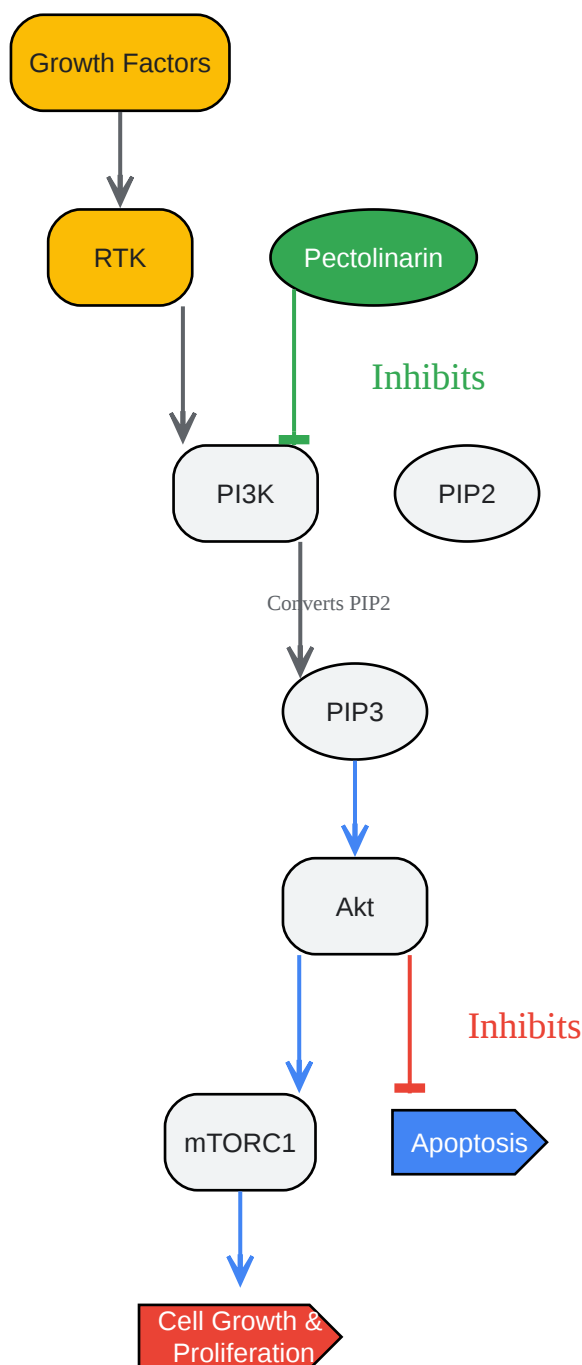 Growth Factors
RTK
Pectolinarin
Inhibits
PI3K
PIP2
Converts PIP2
PIP3
Akt
Inhibits
mTORC1
Apoptosis
Cell Growth &
Proliferation